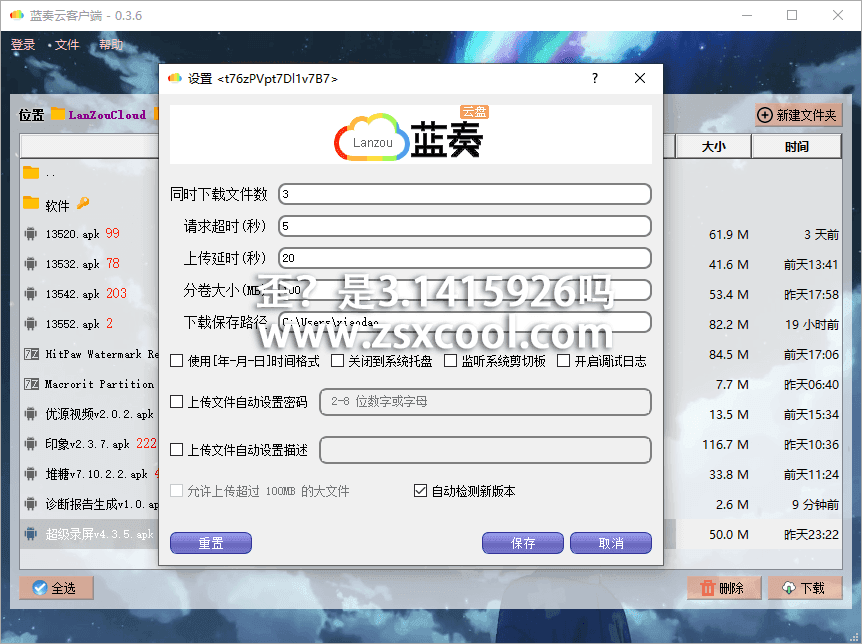 蓝奏云客户端 - 0.3.6
登录 • 文件 帮助
设置 <t76zPVpt7Dl1v7B7>
?
位置 LanZouCloud
新建文件夹
Lanzou 蓝奏 云盘
大小 时间
..
软件
13520.apk 99 61.9 M 3 天前
13532.apk 78 41.6 M 前天13:41
13542.apk 203 53.4 M 昨天17:58
13552.apk 2 82.2 M 19 小时前
HitPaw Watermark Re 84.5 M 前天17:06
Macrorit Partition 7.7 M 昨天06:40
优源视频v2.0.2.apk 13.5 M 前天15:34
印象v2.3.7.apk 222 116.7 M 昨天10:36
堆糖v7.10.2.2.apk 33.8 M 前天11:24
诊断报告生成v1.0.ap 2.6 M 9 分钟前
超级录屏v4.3.5.apk 50.0 M 昨天23:22
同时下载文件数 3
请求超时(秒) 5
上传延时(秒) 20
分卷大小(MB) 100
下载保存路径 C:\Users\xiaodao
歪？是3.1415926吗
www.zsxcool.com
使用[年-月-日]时间格式 关闭到系统托盘 监听系统剪切板 开启调试日志
上传文件自动设置密码 2-8 位数字或字母
上传文件自动设置描述
允许上传超过 100MB 的大文件 自动检测新版本
重置 保存 取消
全选 删除 下载